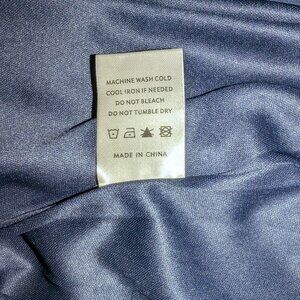 MACHINE WASH COLD
COOL IRON IF NEEDED
DO NOT BLEACH
DO NOT TUMBLE DRY
MADE IN CHINA